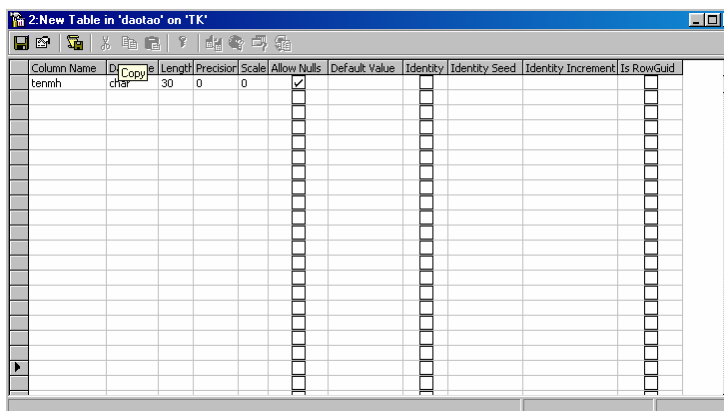 2:New Table in 'daotao' on 'TK'
Column Name Da e Length Precision Scale Allow Nulls Default Value Identity Identity Seed Identity Increment Is RowGuid
Copy
tenmh char 30 0 0